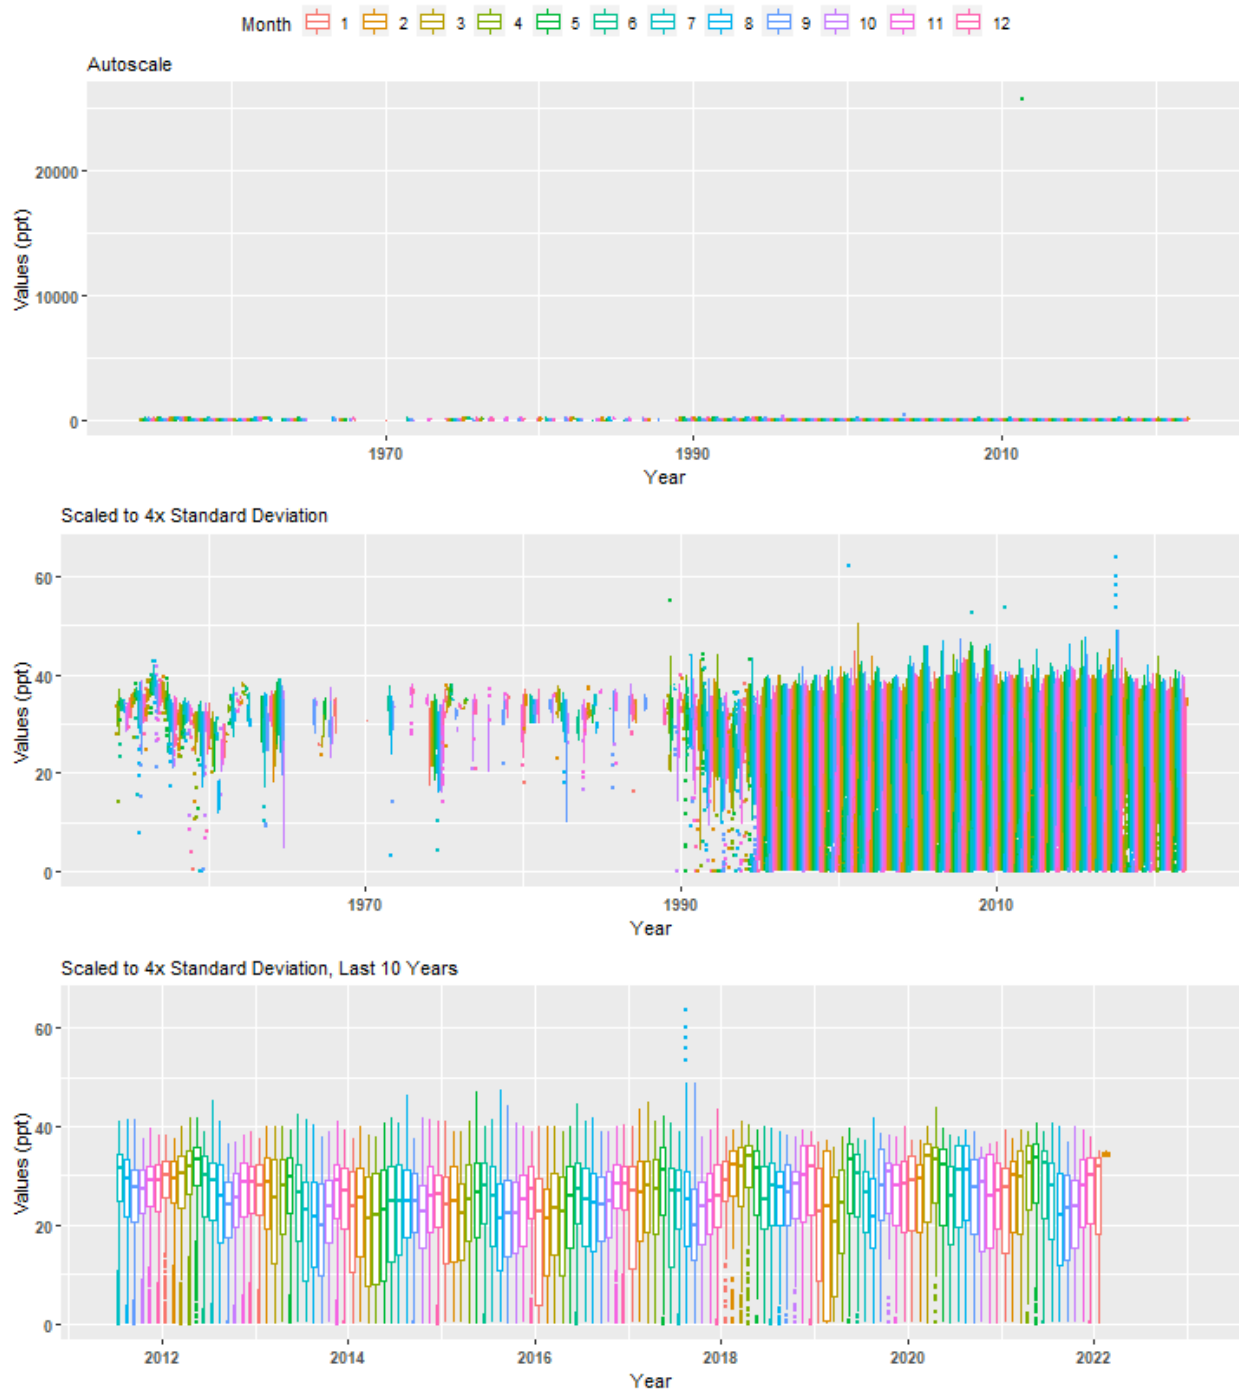 Month 1 2 3 4 5 6 7 8 9 10 11 12
Autoscale
Values (ppt)
20000
10000
0
1970 1990 2010
Year
Scaled to 4x Standard Deviation
Values (ppt)
60
40
20
0
1970 1990 2010
Year
Scaled to 4x Standard Deviation, Last 10 Years
Values (ppt)
60
40
20
0
2012 2014 2016 2018 2020 2022
Year